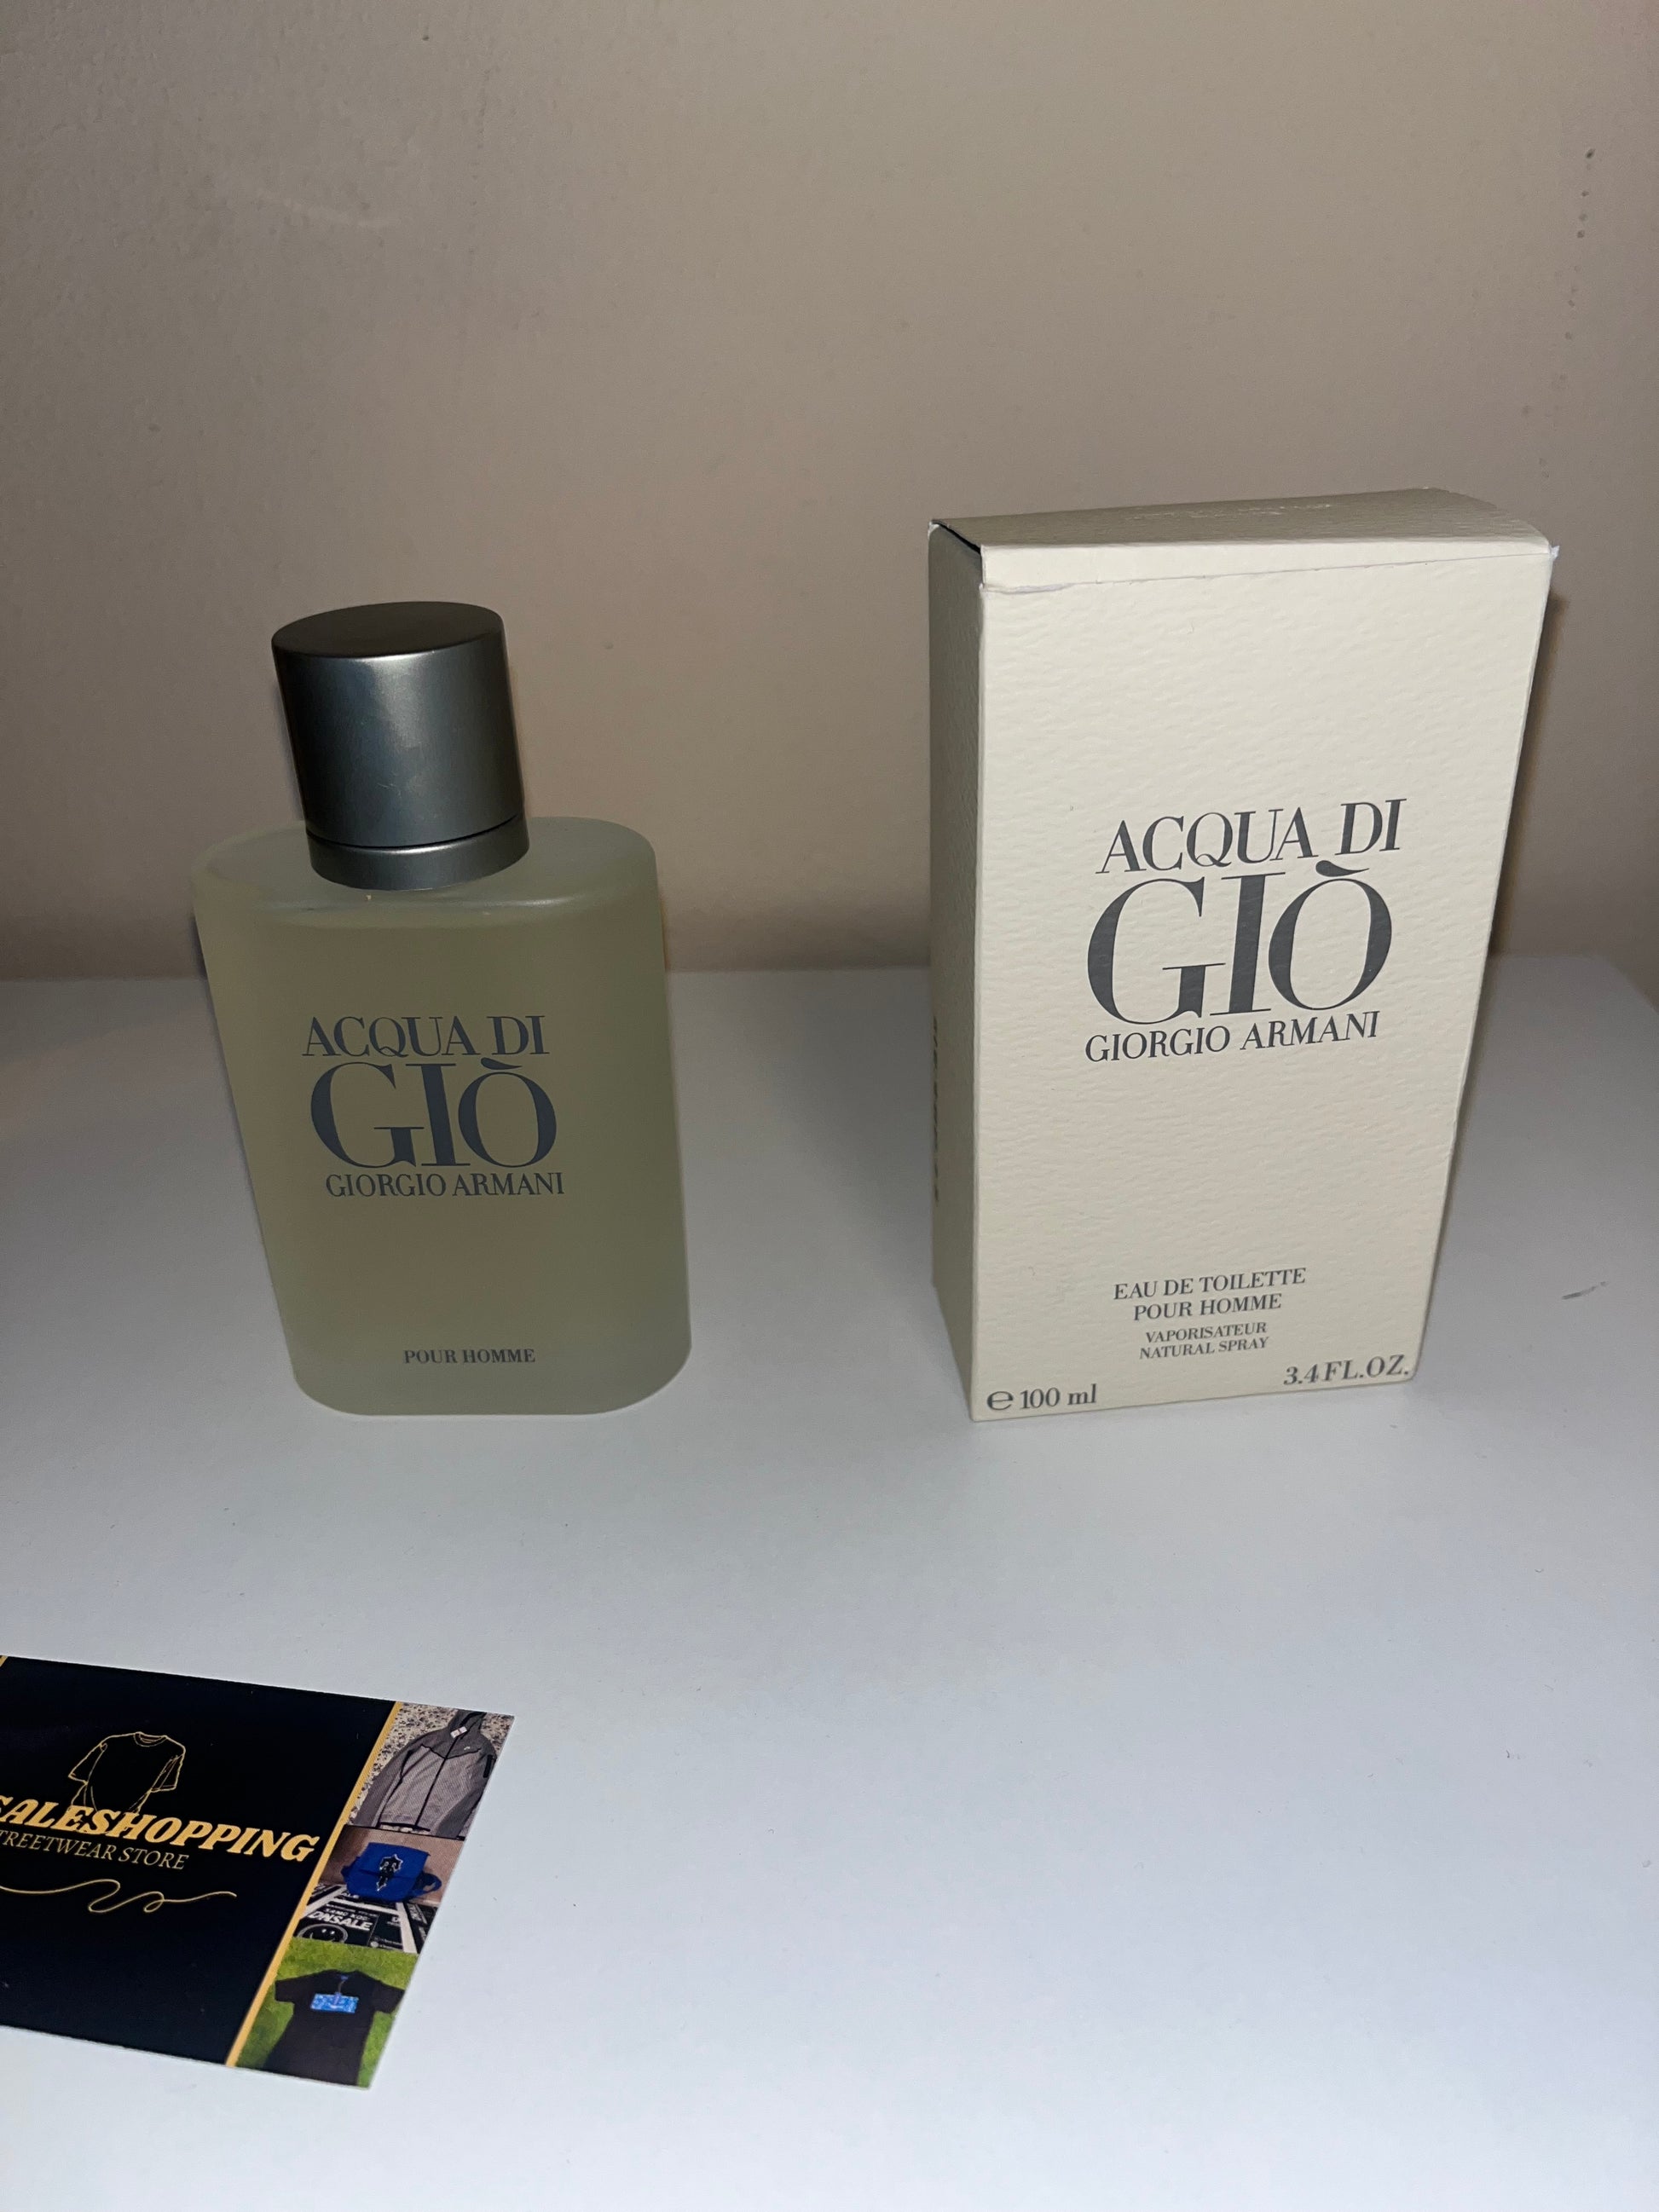 ACQUA DI
GIÒ
GIORGIO ARMANI
POUR HOMME
ACQUA DI
GIÒ
GIORGIO ARMANI
EAU DE TOILETTE
POUR HOMME
VAPORISATEUR
NATURAL SPRAY
e 100 ml
3.4 FL.OZ.
SALESHOPPING
STREETWEAR STORE